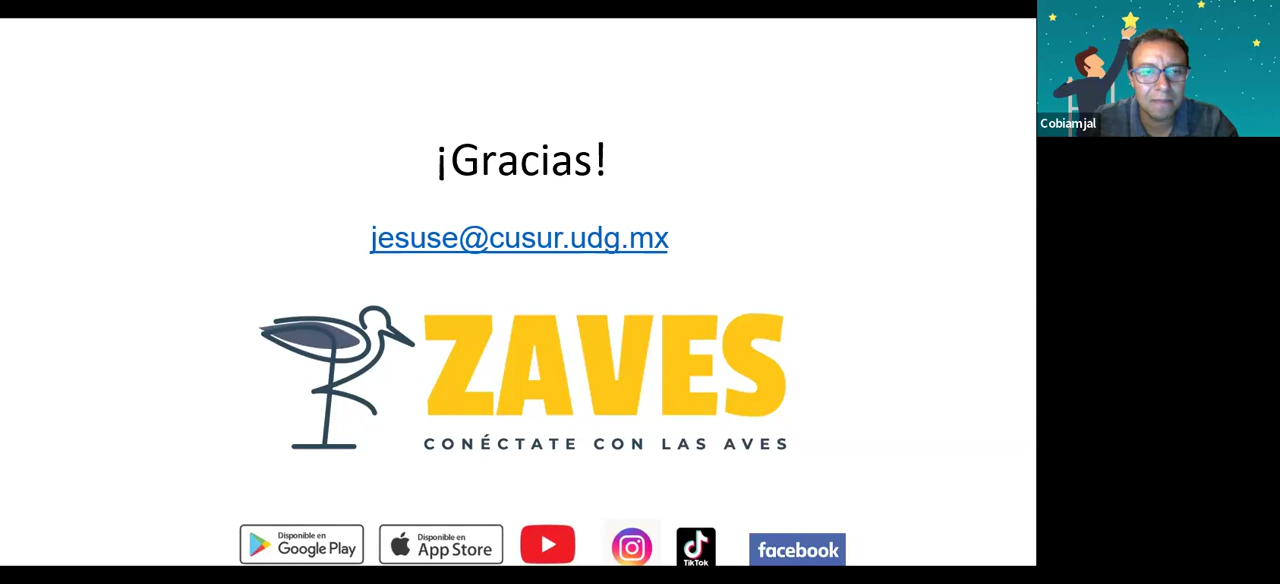 ¡Gracias!
jesuse@cusur.udg.mx
ZAVES
CONÉCTATE CON LAS AVES
Disponible en
Google Play
Disponible en
App Store
TikTok
facebook
Cobiamjal